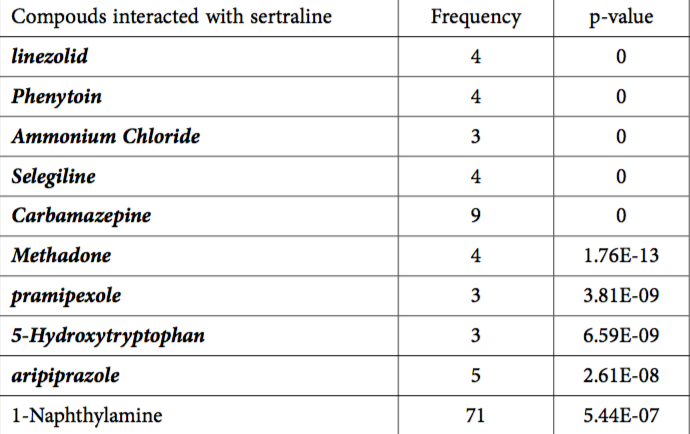 Compouds interacted with sertraline Frequency p-value
linezolid 4 0
Phenytoin 4 0
Ammonium Chloride 3 0
Selegiline 4 0
Carbamazepine 9 0
Methadone 4 1.76E-13
pramipexole 3 3.81E-09
5-Hydroxytryptophan 3 6.59E-09
aripiprazole 5 2.61E-08
1-Naphthylamine 71 5.44E-07